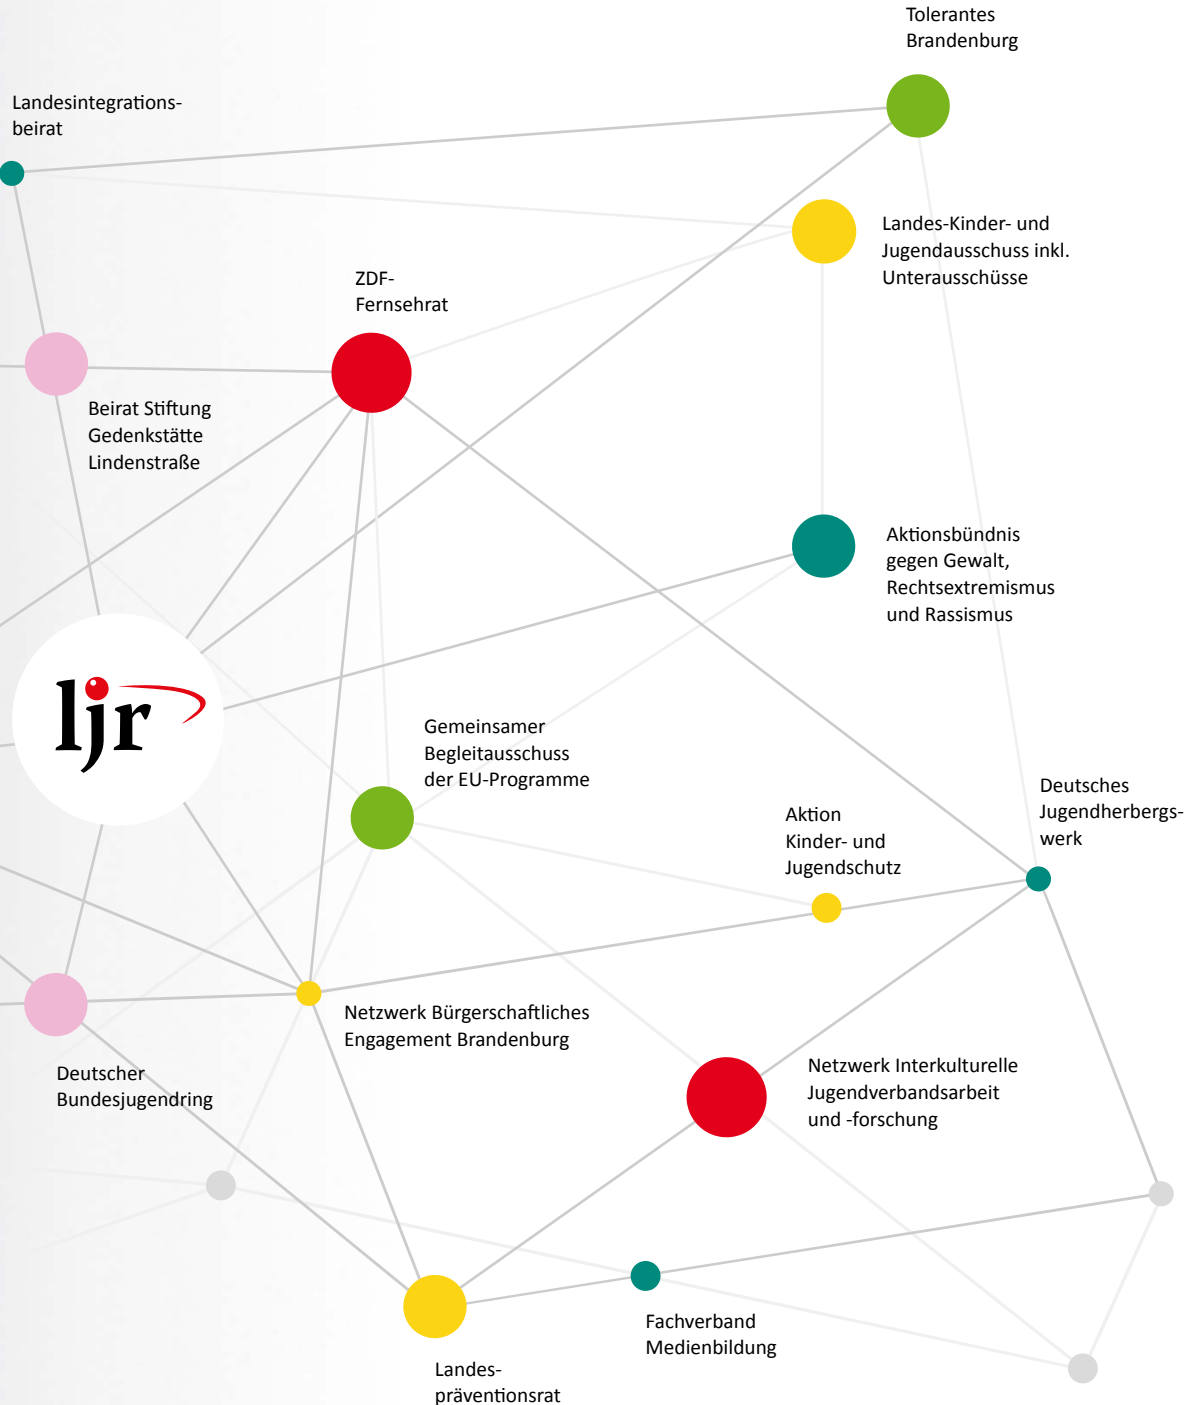 Tolerantes
Brandenburg
Landesintegrations-
beirat
Landes-Kinder- und
Jugendausschuss inkl.
Unterausschüsse
ZDF-
Fernsehrat
Beirat Stiftung
Gedenkstätte
Lindenstraße
Aktionsbündnis
gegen Gewalt,
Rechtsextremismus
und Rassismus
ljr
Gemeinsamer
Begleitausschuss
der EU-Programme
Deutsches
Jugendherbergs-
werk
Aktion
Kinder- und
Jugendschutz
Netzwerk Bürgerschaftliches
Engagement Brandenburg
Deutscher
Bundesjugendring
Netzwerk Interkulturelle
Jugendverbandsarbeit
und -forschung
Fachverband
Medienbildung
Landes-
präventionsrat